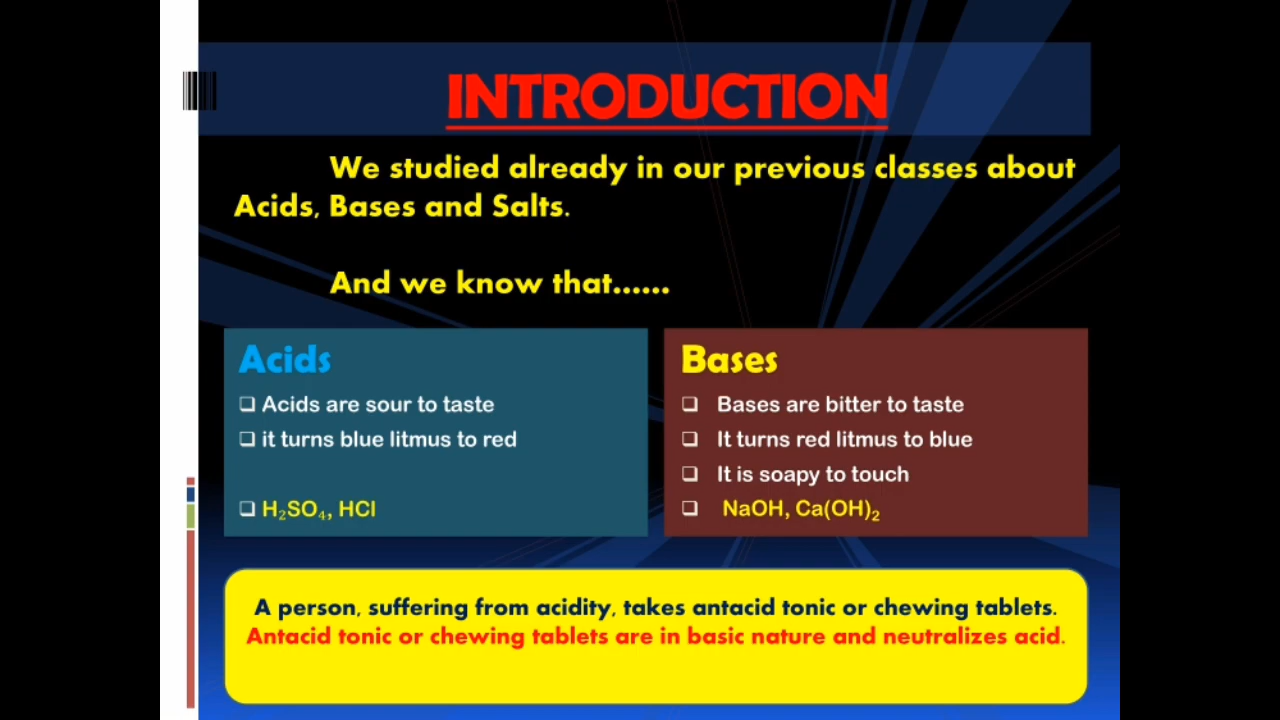 INTRODUCTION
We studied already in our previous classes about
Acids, Bases and Salts.
And we know that......
Acids
❑ Acids are sour to taste
❑ it turns blue litmus to red
❑ H₂SO₄, HCl
Bases
❑ Bases are bitter to taste
❑ It turns red litmus to blue
❑ It is soapy to touch
❑ NaOH, Ca(OH)₂
A person, suffering from acidity, takes antacid tonic or chewing tablets.
Antacid tonic or chewing tablets are in basic nature and neutralizes acid.